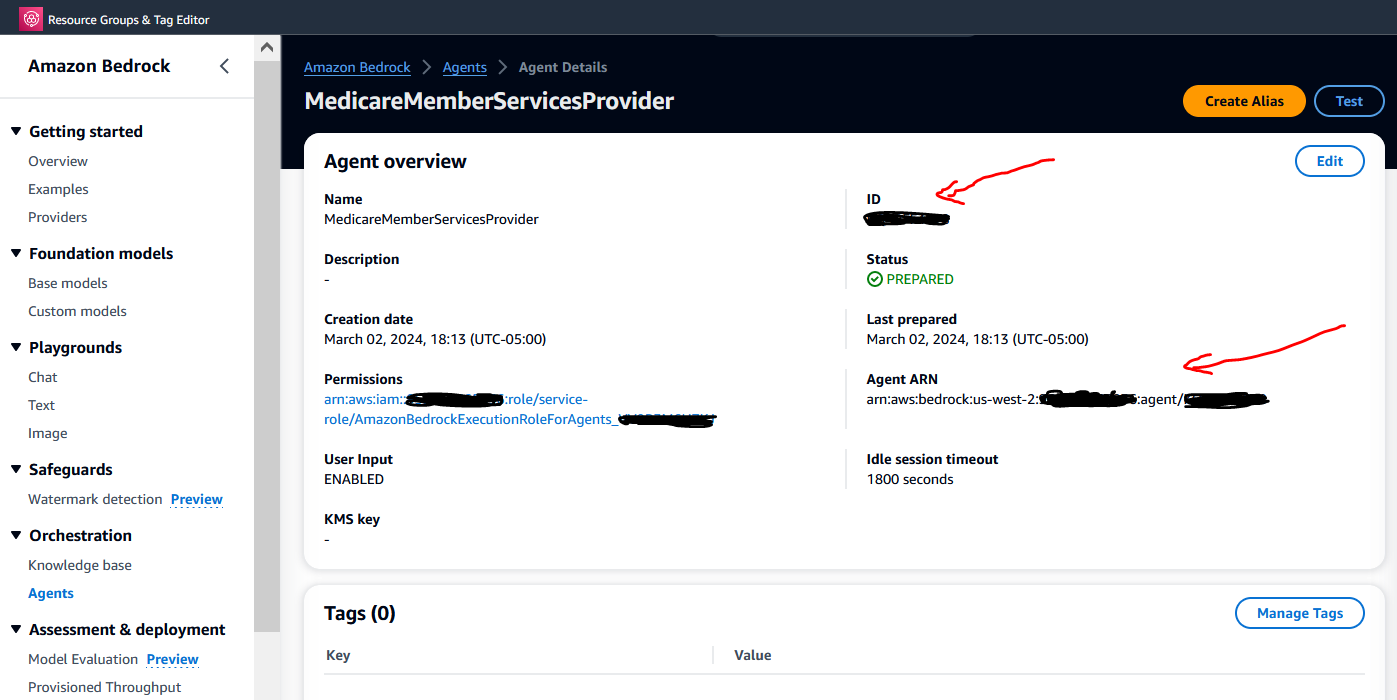 Resource Groups & Tag Editor
Amazon Bedrock
Getting started
Overview
Examples
Providers
Foundation models
Base models
Custom models
Playgrounds
Chat
Text
Image
Safeguards
Watermark detection Preview
Orchestration
Knowledge base
Agents
Assessment & deployment
Model Evaluation Preview
Provisioned Throughput
Amazon Bedrock > Agents > Agent Details
MedicareMemberServicesProvider
Create Alias
Test
Agent overview
Edit
Name
MedicareMemberServicesProvider
ID
Description
-
Status
PREPARED
Creation date
March 02, 2024, 18:13 (UTC-05:00)
Last prepared
March 02, 2024, 18:13 (UTC-05:00)
Permissions
arn:aws:iam:: :role/service-
role/AmazonBedrockExecutionRoleForAgents_
Agent ARN
arn:aws:bedrock:us-west-2: :agent/
User Input
ENABLED
Idle session timeout
1800 seconds
KMS key
-
Tags (0)
Manage Tags
Key
Value